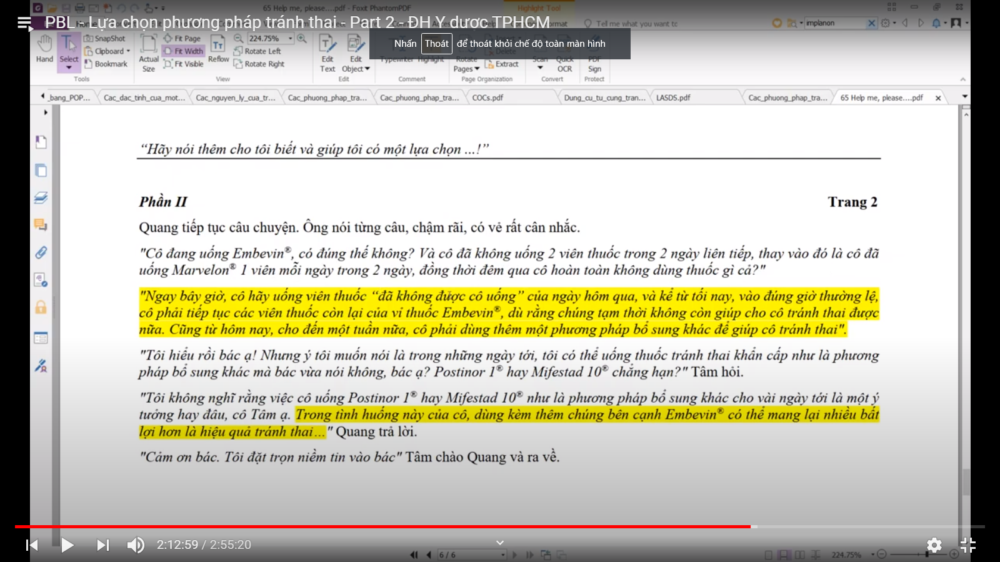 65 Help me, please....pdf - Foxit PhantomPDF
Highlight Tool
PBL - Lựa chọn phương pháp tránh thai - Part 2 - ĐH Y dược TPHCM
Tell me what you want tc
implanon
Nhấn Thoát để thoát khỏi chế độ toàn màn hình
Hand
Select
SnapShot
Clipboard
Bookmark
Tools
Actual Size
Fit Page
Fit Width
Fit Visible
Reflow
224.75%
Rotate Left
Rotate Right
View
Edit Text
Edit Object
Edit
Typewriter
Highlight
Comment
Rotate Pages
Extract
Page Organization
Scan
Quick OCR
Convert
PDF Sign
Protect
_bang_POP...
Cac_dac_tinh_cua_mot...
Cac_nguyen_ly_cua_tr...
Cac_phuong_phap_tra...
Cac_phuong_phap_tra...
COCs.pdf
Dung_cu_tu_cung_tran...
LASDS.pdf
Cac_phuong_phap_tra...
65 Help me, please....pdf
“Hãy nói thêm cho tôi biết và giúp tôi có một lựa chọn ...!”
Phần II Trang 2
Quang tiếp tục câu chuyện. Ông nói từng câu, chậm rãi, có vẻ rất cân nhắc.
"Cô đang uống Embevin®, có đúng thế không? Và cô đã không uống 2 viên thuốc trong 2 ngày liên tiếp, thay vào đó là cô đã
uống Marvelon® 1 viên mỗi ngày trong 2 ngày, đồng thời đêm qua cô hoàn toàn không dùng thuốc gì cả?"
"Ngay bây giờ, cô hãy uống viên thuốc “đã không được cô uống” của ngày hôm qua, và kể từ tối nay, vào đúng giờ thường lệ,
cô phải tiếp tục các viên thuốc còn lại của vỉ thuốc Embevin®, dù rằng chúng tạm thời không còn giúp cho cô tránh thai được
nữa. Cũng từ hôm nay, cho đến một tuần nữa, cô phải dùng thêm một phương pháp bổ sung khác để giúp cô tránh thai".
"Tôi hiểu rồi bác ạ! Nhưng ý tôi muốn nói là trong những ngày tới, tôi có thể uống thuốc tránh thai khẩn cấp như là phương
pháp bổ sung khác mà bác vừa nói không, bác ạ? Postinor 1® hay Mifestad 10® chẳng hạn?" Tâm hỏi.
"Tôi không nghĩ rằng việc cô uống Postinor 1® hay Mifestad 10® như là phương pháp bổ sung khác cho vài ngày tới là một ý
tưởng hay đâu, cô Tâm ạ. Trong tình huống này của cô, dùng kèm thêm chúng bên cạnh Embevin® có thể mang lại nhiều bất
lợi hơn là hiệu quả tránh thai…" Quang trả lời.
"Cảm ơn bác. Tôi đặt trọn niềm tin vào bác" Tâm chào Quang và ra về.
2:12:59 / 2:55:20
6 / 6
224.75%